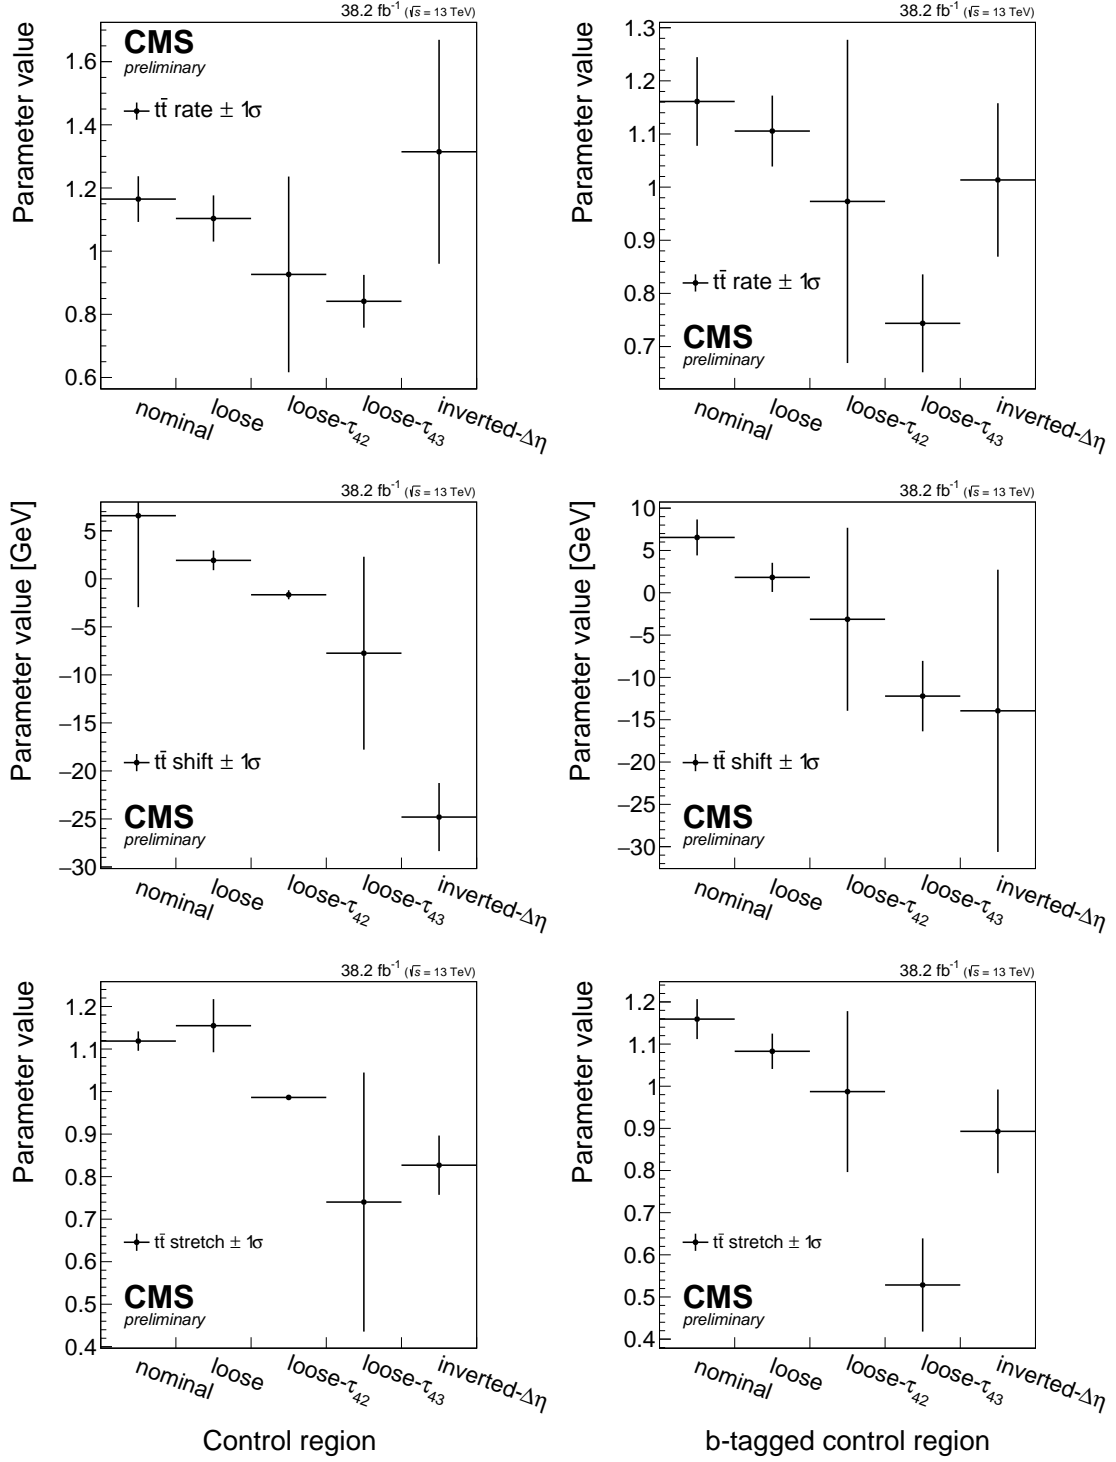 38.2 fb⁻¹ (√s = 13 TeV)
Parameter value
CMS
preliminary
tt̄ rate ± 1σ
1.6
1.4
1.2
1
0.8
0.6
nominal
loose
loose-τ₄₂
loose-τ₄₃
inverted-Δη
38.2 fb⁻¹ (√s = 13 TeV)
Parameter value
1.3
1.2
1.1
1
0.9
0.8
0.7
tt̄ rate ± 1σ
CMS
preliminary
nominal
loose
loose-τ₄₂
loose-τ₄₃
inverted-Δη
38.2 fb⁻¹ (√s = 13 TeV)
Parameter value [GeV]
5
0
−5
−10
−15
−20
−25
−30
tt̄ shift ± 1σ
CMS
preliminary
nominal
loose
loose-τ₄₂
loose-τ₄₃
inverted-Δη
38.2 fb⁻¹ (√s = 13 TeV)
Parameter value [GeV]
10
5
0
−5
−10
−15
−20
−25
−30
tt̄ shift ± 1σ
CMS
preliminary
nominal
loose
loose-τ₄₂
loose-τ₄₃
inverted-Δη
38.2 fb⁻¹ (√s = 13 TeV)
Parameter value
1.2
1.1
1
0.9
0.8
0.7
0.6
0.5
0.4
tt̄ stretch ± 1σ
CMS
preliminary
nominal
loose
loose-τ₄₂
loose-τ₄₃
inverted-Δη
Control region
38.2 fb⁻¹ (√s = 13 TeV)
Parameter value
1.2
1.1
1
0.9
0.8
0.7
0.6
0.5
0.4
tt̄ stretch ± 1σ
CMS
preliminary
nominal
loose
loose-τ₄₂
loose-τ₄₃
inverted-Δη
b-tagged control region